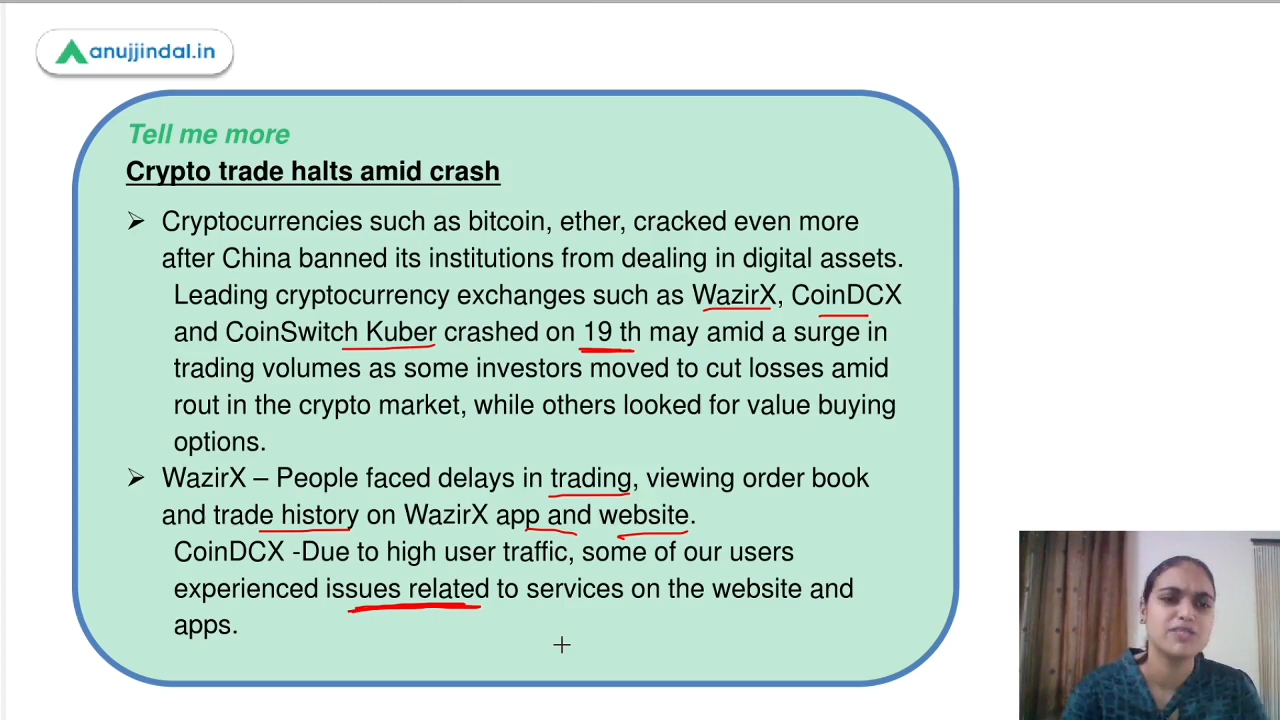 anujjindal.in
Tell me more
Crypto trade halts amid crash
➢ Cryptocurrencies such as bitcoin, ether, cracked even more
after China banned its institutions from dealing in digital assets.
Leading cryptocurrency exchanges such as WazirX, CoinDCX
and CoinSwitch Kuber crashed on 19 th may amid a surge in
trading volumes as some investors moved to cut losses amid
rout in the crypto market, while others looked for value buying
options.
➢ WazirX – People faced delays in trading, viewing order book
and trade history on WazirX app and website.
CoinDCX -Due to high user traffic, some of our users
experienced issues related to services on the website and
apps.